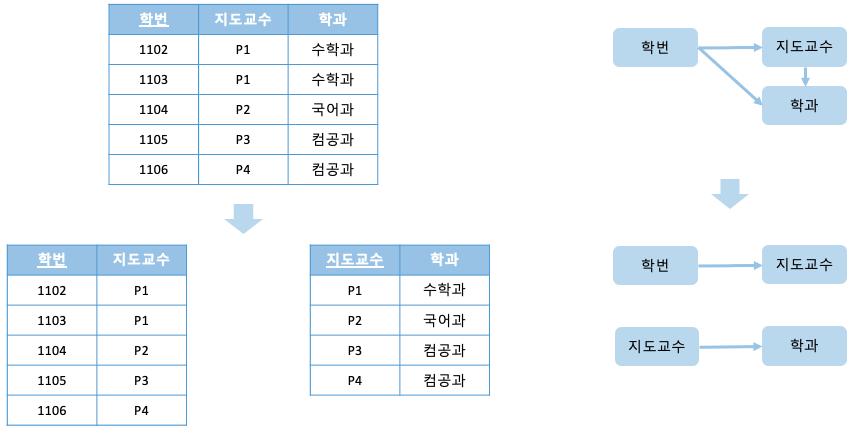 학번 지도교수 학과
1102 P1 수학과
1103 P1 수학과
1104 P2 국어과
1105 P3 컴공과
1106 P4 컴공과
학번 지도교수
학과
학번 지도교수
1102 P1
1103 P1
1104 P2
1105 P3
1106 P4
지도교수 학과
P1 수학과
P2 국어과
P3 컴공과
P4 컴공과
학번 지도교수
지도교수 학과